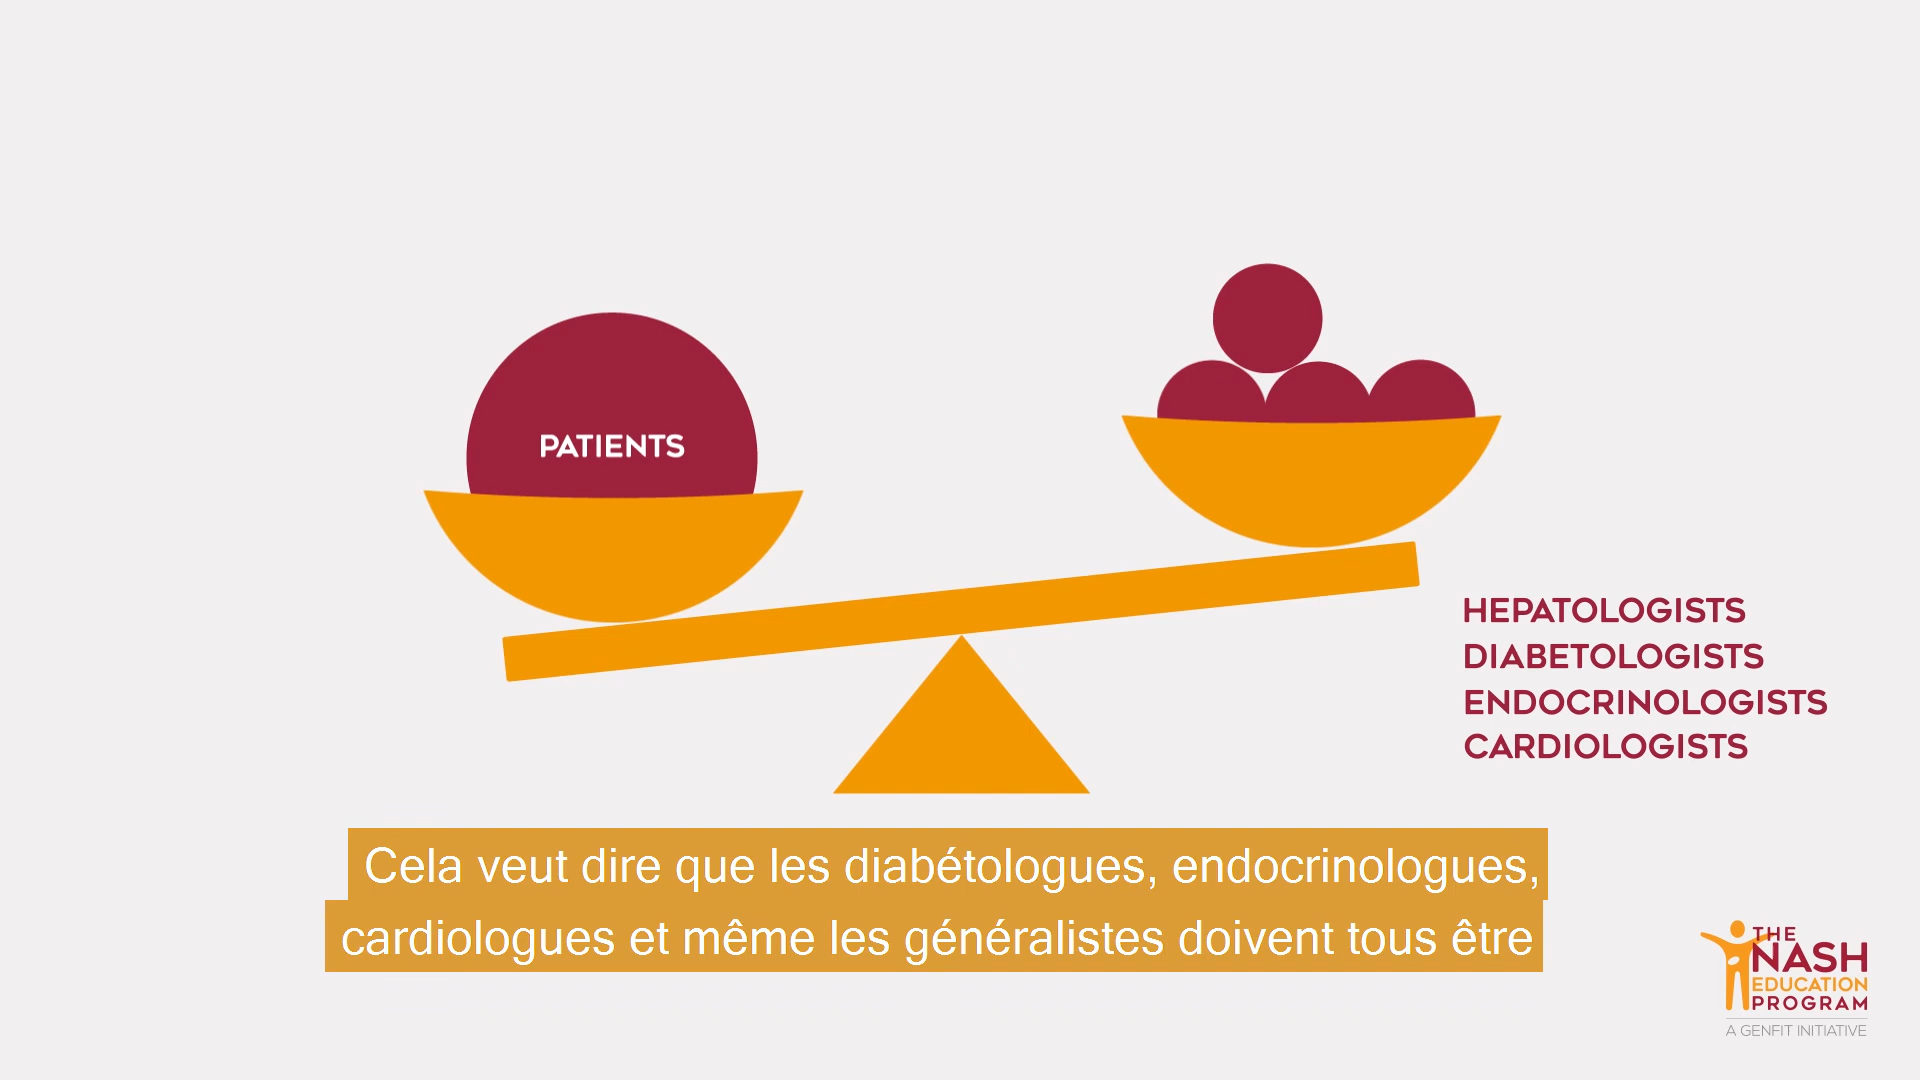 PATIENTS
HEPATOLOGISTS
DIABETOLOGISTS
ENDOCRINOLOGISTS
CARDIOLOGISTS
Cela veut dire que les diabétologues, endocrinologues,
cardiologues et même les généralistes doivent tous être
THE
NASH
EDUCATION
PROGRAM
A GENFIT INITIATIVE